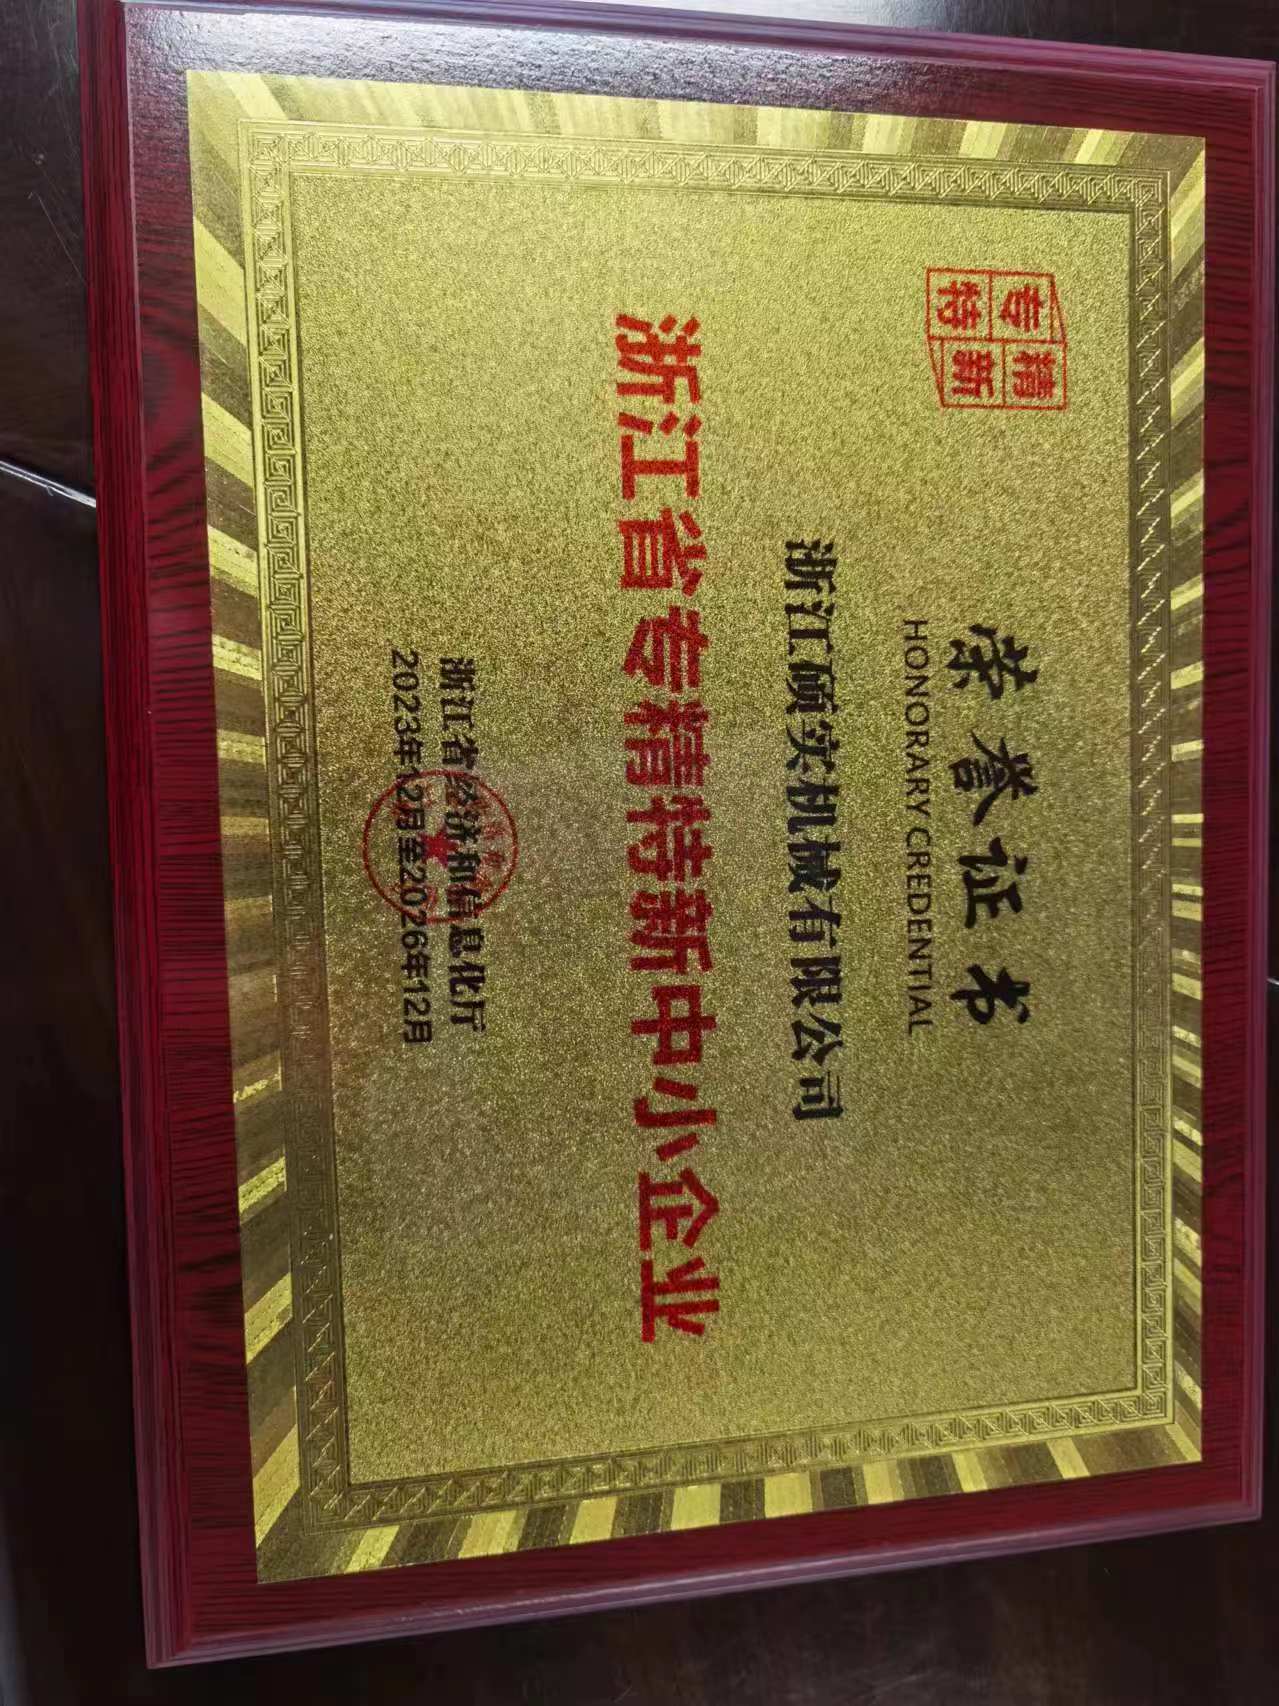 专精
特新
荣誉证书
HONORARY CREDENTIAL
浙江硕实机械有限公司
浙江省专精特新中小企业
浙江省经济和信息化厅
2023年12月至2026年12月